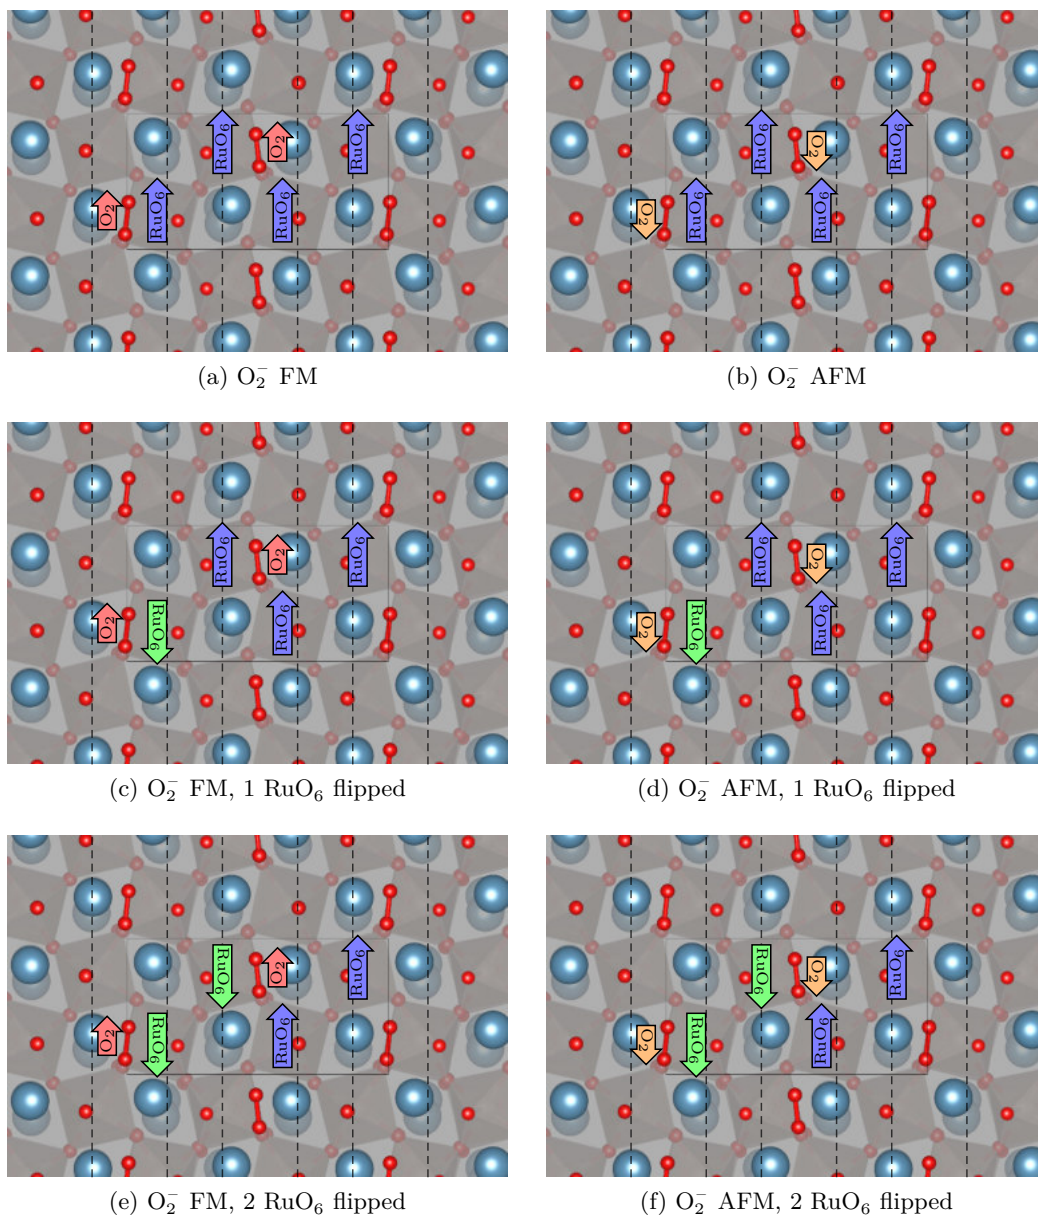 RuO₆ O₂ RuO₆
O₂ RuO₆ RuO₆
(a) O₂⁻ FM
RuO₆ O₂ RuO₆
O₂ RuO₆ RuO₆
(b) O₂⁻ AFM
RuO₆ O₂ RuO₆
O₂ RuO₆ RuO₆
(c) O₂⁻ FM, 1 RuO₆ flipped
RuO₆ O₂ RuO₆
O₂ RuO₆ RuO₆
(d) O₂⁻ AFM, 1 RuO₆ flipped
RuO₆ O₂ RuO₆
O₂ RuO₆ RuO₆
(e) O₂⁻ FM, 2 RuO₆ flipped
RuO₆ O₂ RuO₆
O₂ RuO₆ RuO₆
(f) O₂⁻ AFM, 2 RuO₆ flipped